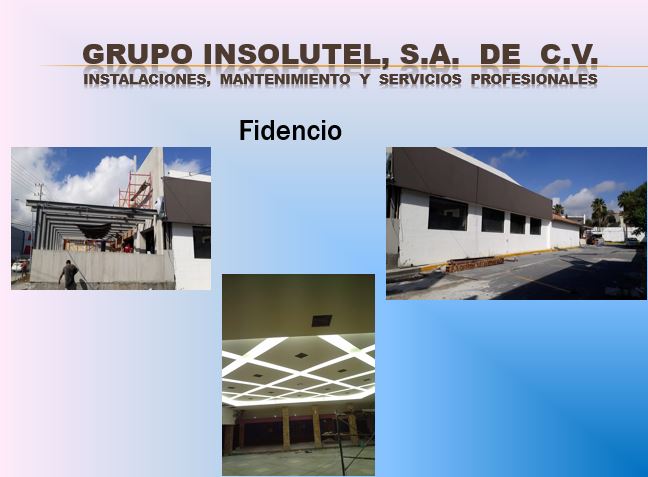 GRUPO INSOLUTEL, S.A. DE C.V.
INSTALACIONES, MANTENIMIENTO Y SERVICIOS PROFESIONALES
Fidencio